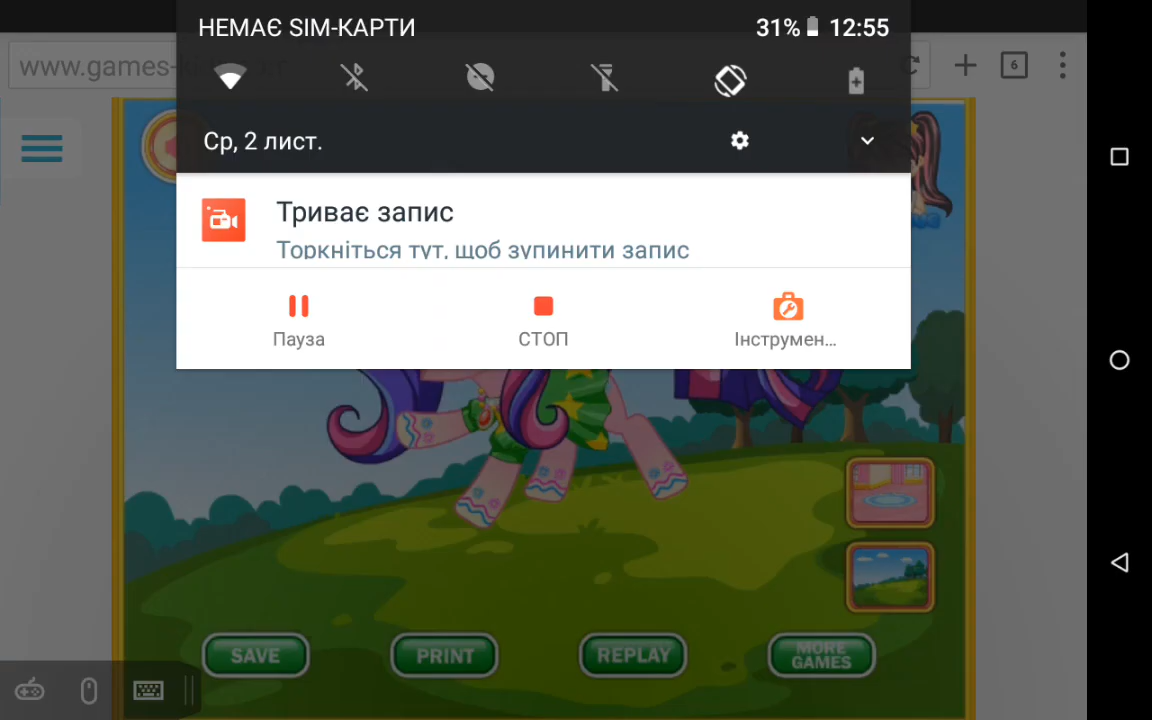 НЕМАЄ SIM-КАРТИ 31% 12:55
www.games-
6
Ср, 2 лист.
Триває запис
Торкніться тут, щоб зупинити запис
Пауза СТОП Інструмен...
SAVE PRINT REPLAY MORE GAMES